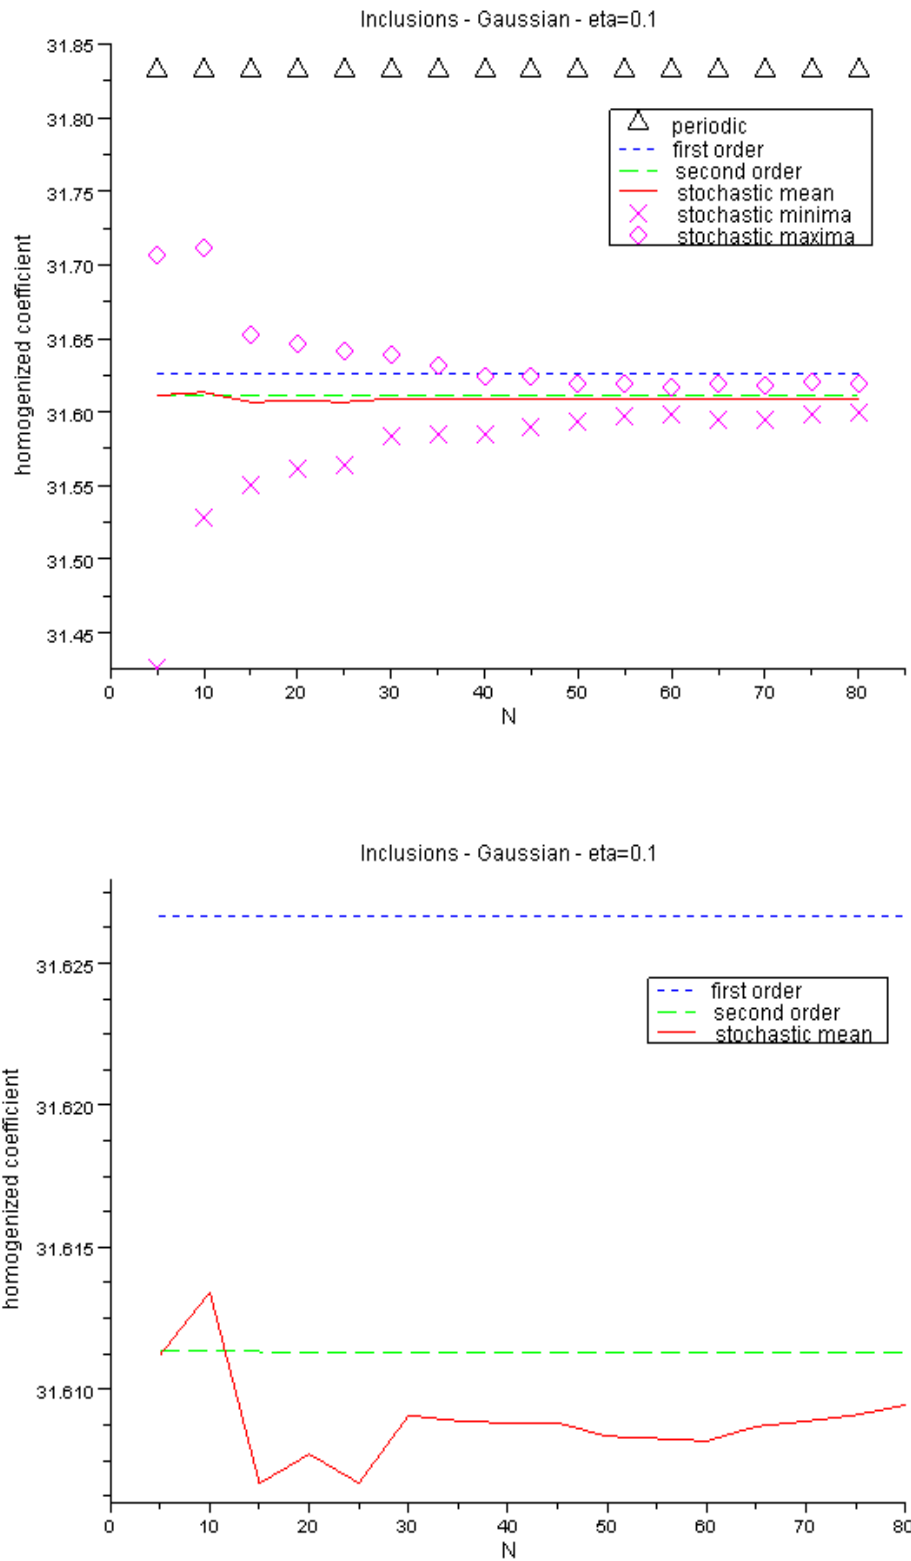 Inclusions - Gaussian - eta=0.1
31.85
31.80
31.75
31.70
31.65
31.60
31.55
31.50
31.45
homogenized coefficient
periodic
first order
second order
stochastic mean
stochastic minima
stochastic maxima
0 10 20 30 40 50 60 70 80
N
Inclusions - Gaussian - eta=0.1
31.625
31.620
31.615
31.610
homogenized coefficient
first order
second order
stochastic mean
0 10 20 30 40 50 60 70 80
N